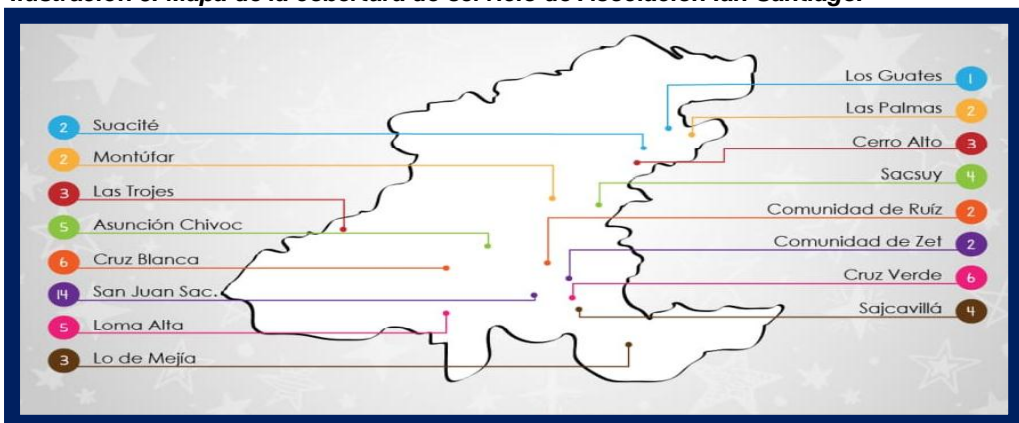 Ilustración 3. Mapa de la cobertura de servicio de Asociación Ian Santiago.
2 Suacité
2 Montúfar
3 Las Trojes
5 Asunción Chivoc
6 Cruz Blanca
14 San Juan Sac.
5 Loma Alta
3 Lo de Mejía
Los Guates 1
Las Palmas 2
Cerro Alto 3
Sacsuy 4
Comunidad de Ruíz 2
Comunidad de Zet 2
Cruz Verde 6
Sajcavillá 4